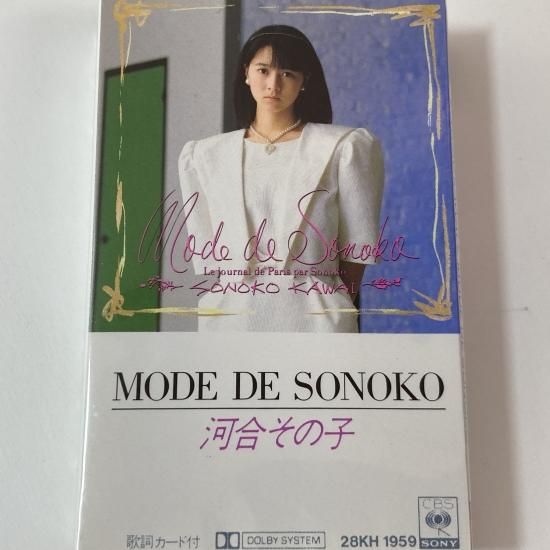 Mode de Sonoko
Le journal de Paris par Sonoko
SONOKO KAWAI
MODE DE SONOKO
河合その子
歌詞カード付
DOLBY SYSTEM
28KH 1959
CBS
SONY